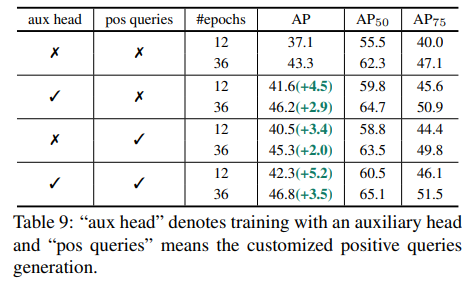 aux head pos queries #epochs AP AP50 AP75
✗ ✗ 12 37.1 55.5 40.0
36 43.3 62.3 47.1
✓ ✗ 12 41.6(+4.5) 59.8 45.6
36 46.2(+2.9) 64.7 50.9
✗ ✓ 12 40.5(+3.4) 58.8 44.4
36 45.3(+2.0) 63.5 49.8
✓ ✓ 12 42.3(+5.2) 60.5 46.1
36 46.8(+3.5) 65.1 51.5
Table 9: “aux head” denotes training with an auxiliary head
and “pos queries” means the customized positive queries
generation.